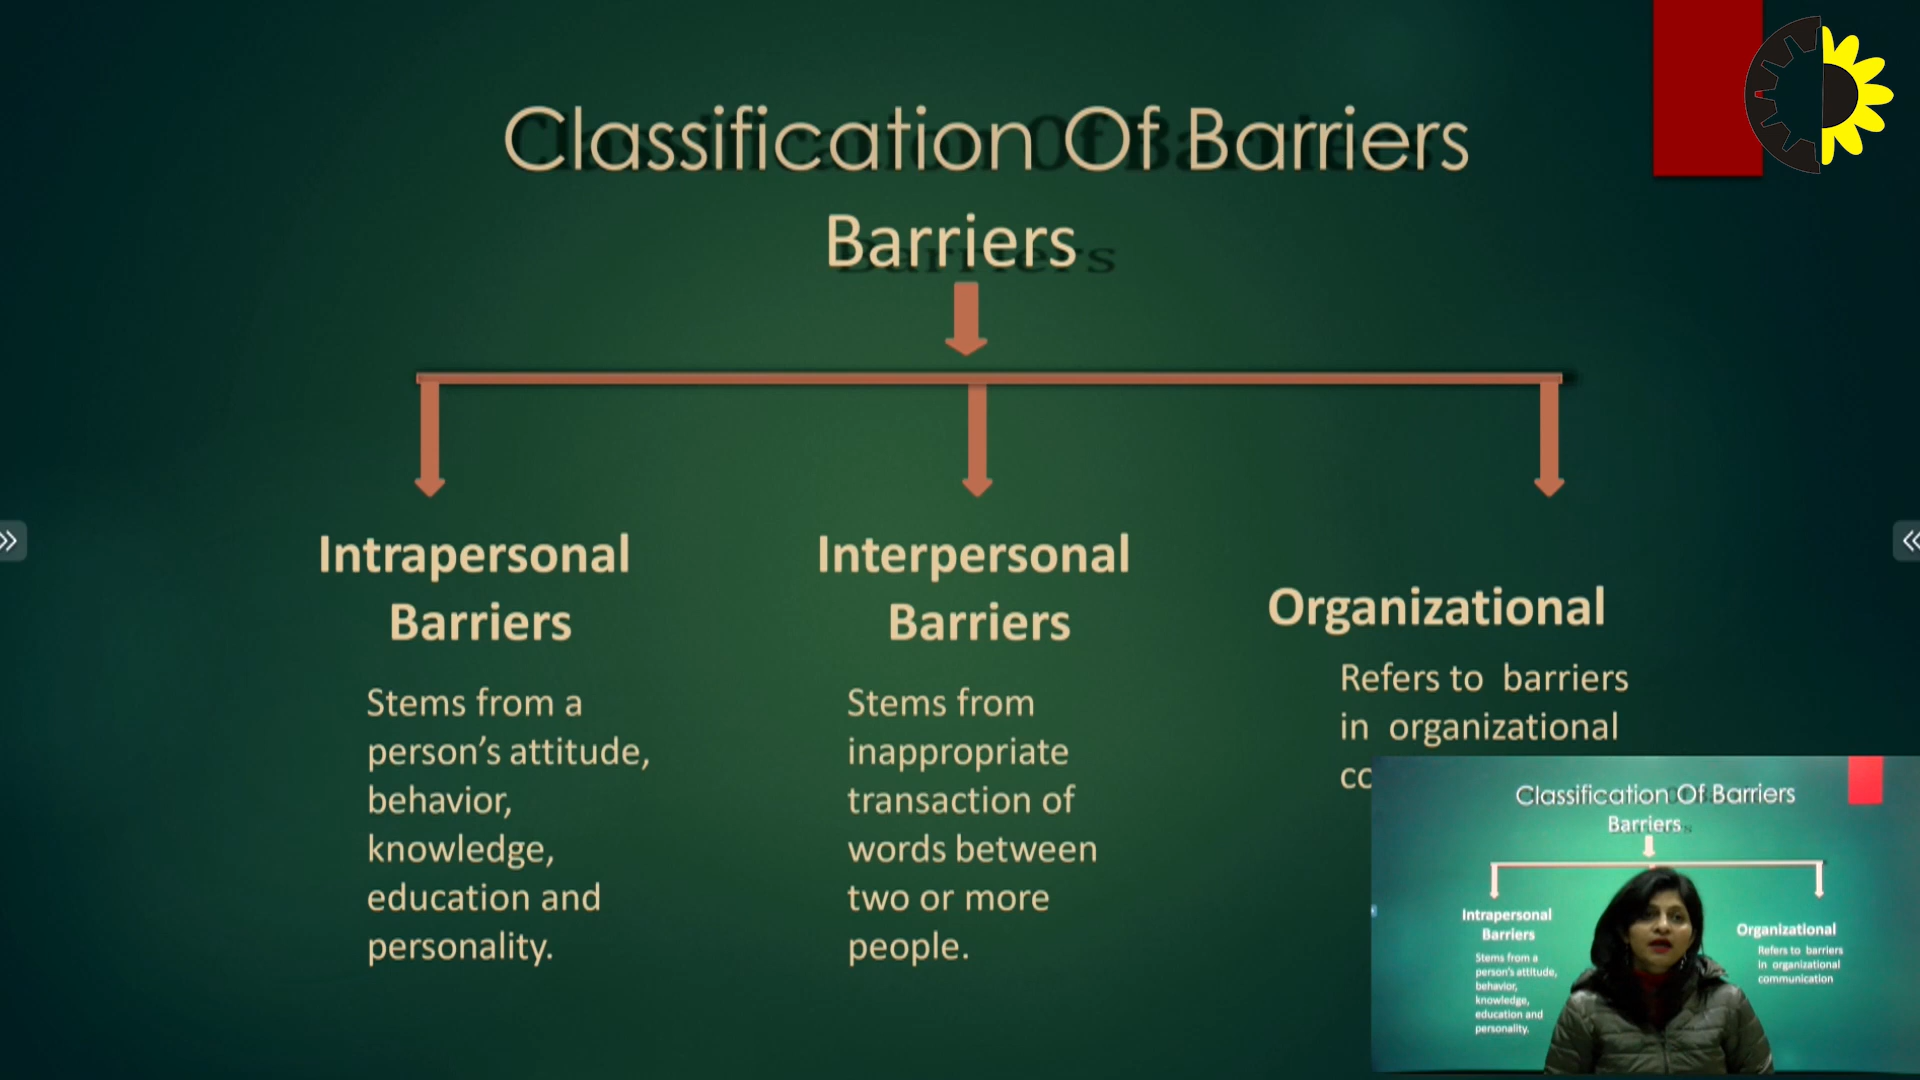 Classification Of Barriers
Barriers
Intrapersonal
Barriers
Stems from a
person’s attitude,
behavior,
knowledge,
education and
personality.
Interpersonal
Barriers
Stems from
inappropriate
transaction of
words between
two or more
people.
Organizational
Refers to barriers
in organizational
co
Classification Of Barriers
Barriers
Intrapersonal
Barriers
Stems from a
person's attitude,
behavior,
knowledge,
education and
personality.
Organizational
Refers to barriers
in organizational
communication